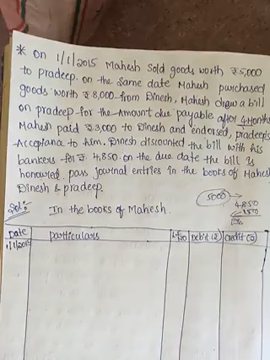 * On 1/1/2015 Mahesh sold goods worth ₹5,000
to pradeep. on the same date Mahesh purchased
goods worth ₹8,000 from Dinesh, Mahesh draw a bill
on pradeep for the Amount due payable after 4 Months
Mahesh paid ₹3,000 to Dinesh and endorsed, pradeep's
Acceptance to him. Dinesh discounted the bill with his
bankers for ₹ 4,850. on the due date the bill is
honoured. pass journal entries in the books of Mahesh
Dinesh & pradeep.
5000
4850
Sol:-
In the books of Mahesh.
150
Date particulars L/F no Debit (₹) credit (₹)
1/1/2015